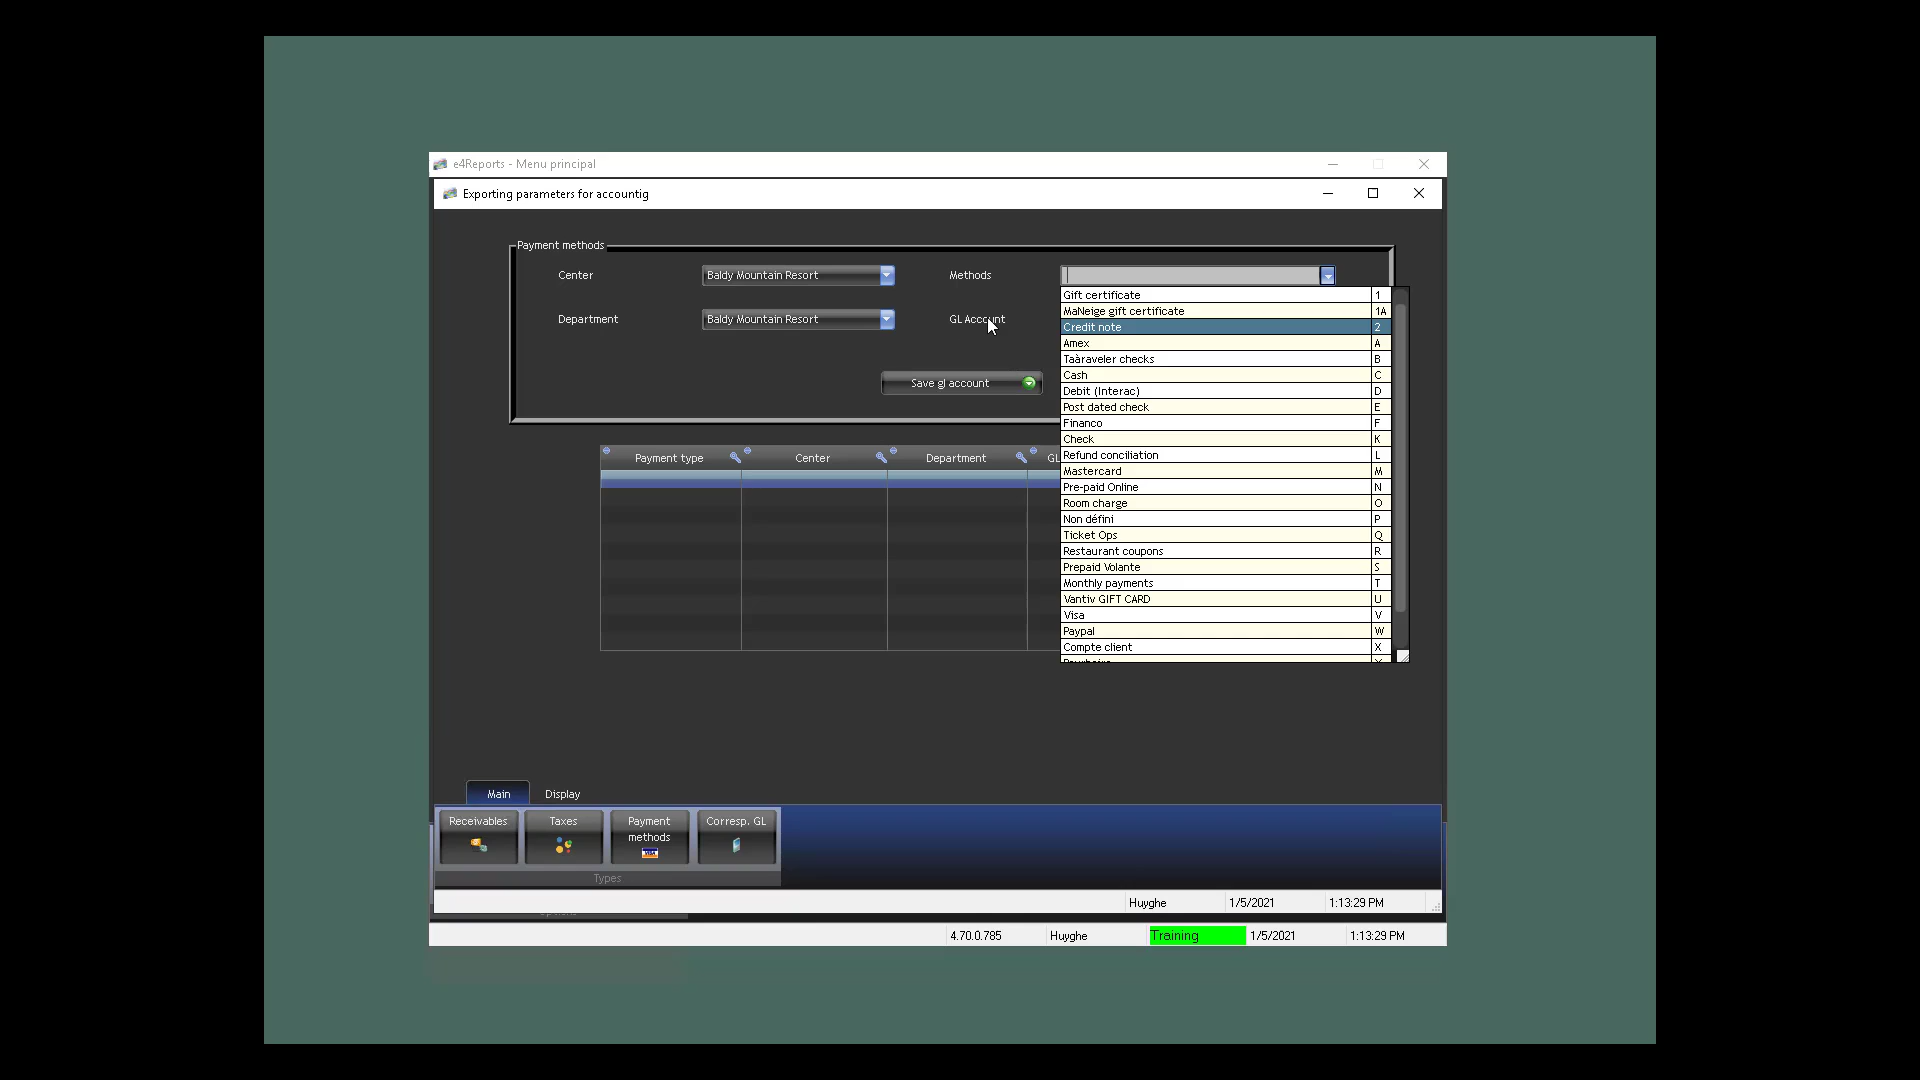 e4Reports - Menu principal
Exporting parameters for accountig
Payment methods
Center
Baldy Mountain Resort
Methods
Department
Baldy Mountain Resort
GL Account
Save gl account
Gift certificate 1
MaNeige gift certificate 1A
Credit note 2
Amex A
Taàraveler checks B
Cash C
Debit (Interac) D
Post dated check E
Financo F
Check K
Refund conciliation L
Mastercard M
Pre-paid Online N
Room charge O
Non défini P
Ticket Ops Q
Restaurant coupons R
Prepaid Volante S
Monthly payments T
Vantiv GIFT CARD U
Visa V
Paypal W
Compte client X
Payment type Center Department GL
Main Display
Receivables
Taxes
Payment
methods
Corresp. GL
Types
Huyghe 1/5/2021 1:13:29 PM
4.70.0.785 Huyghe Training 1/5/2021 1:13:29 PM